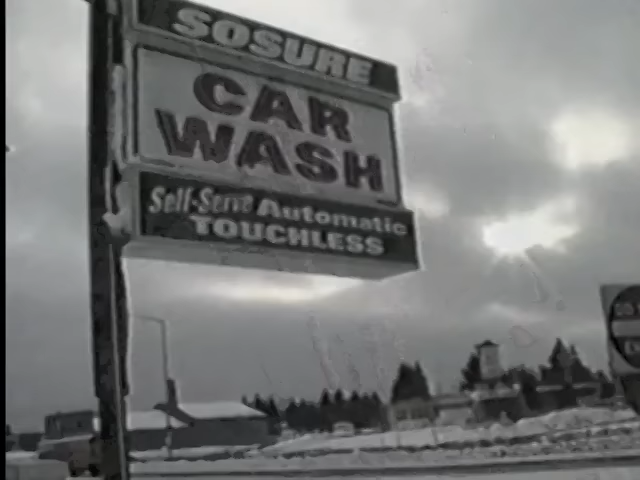 SOSURE
CAR
WASH
Self-Serve Automatic
TOUCHLESS